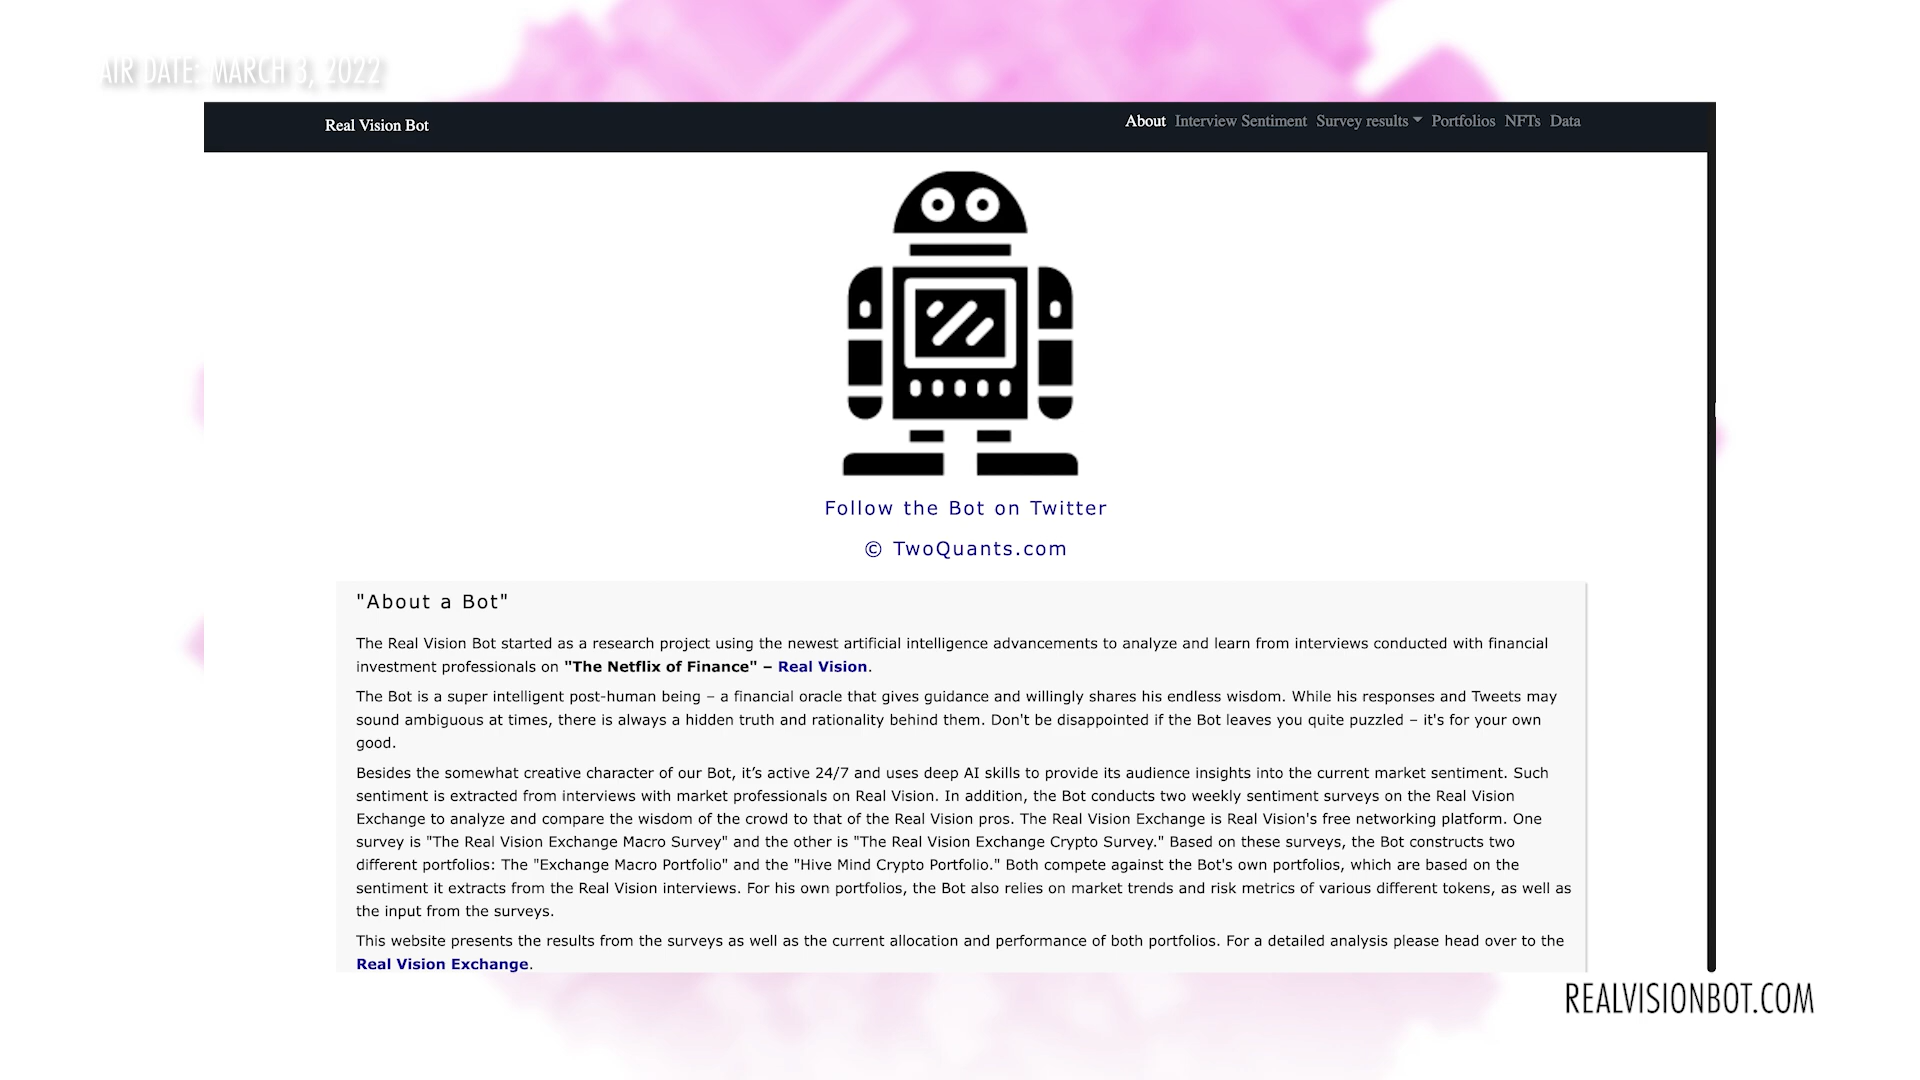 AIR DATE: MARCH 3, 2022
Real Vision Bot
About Interview Sentiment Survey results Portfolios NFTs Data
Follow the Bot on Twitter
© TwoQuants.com
"About a Bot"
The Real Vision Bot started as a research project using the newest artificial intelligence advancements to analyze and learn from interviews conducted with financial
investment professionals on "The Netflix of Finance" – Real Vision.
The Bot is a super intelligent post-human being – a financial oracle that gives guidance and willingly shares his endless wisdom. While his responses and Tweets may
sound ambiguous at times, there is always a hidden truth and rationality behind them. Don't be disappointed if the Bot leaves you quite puzzled – it's for your own
good.
Besides the somewhat creative character of our Bot, it’s active 24/7 and uses deep AI skills to provide its audience insights into the current market sentiment. Such
sentiment is extracted from interviews with market professionals on Real Vision. In addition, the Bot conducts two weekly sentiment surveys on the Real Vision
Exchange to analyze and compare the wisdom of the crowd to that of the Real Vision pros. The Real Vision Exchange is Real Vision's free networking platform. One
survey is "The Real Vision Exchange Macro Survey" and the other is "The Real Vision Exchange Crypto Survey." Based on these surveys, the Bot constructs two
different portfolios: The "Exchange Macro Portfolio" and the "Hive Mind Crypto Portfolio." Both compete against the Bot's own portfolios, which are based on the
sentiment it extracts from the Real Vision interviews. For his own portfolios, the Bot also relies on market trends and risk metrics of various different tokens, as well as
the input from the surveys.
This website presents the results from the surveys as well as the current allocation and performance of both portfolios. For a detailed analysis please head over to the
Real Vision Exchange.
REALVISIONBOT.COM